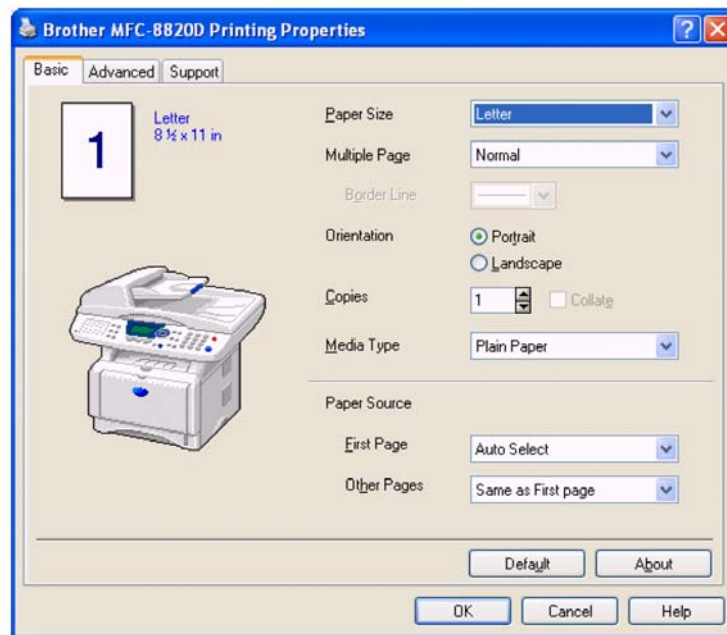 Brother MFC-8820D Printing Properties
Basic Advanced Support
1
Letter
8 ½ x 11 in
Paper Size Letter
Multiple Page Normal
Border Line
Orientation Portrait
Landscape
Copies 1 Collate
Media Type Plain Paper
Paper Source
First Page Auto Select
Other Pages Same as First page
Default About
OK Cancel Help